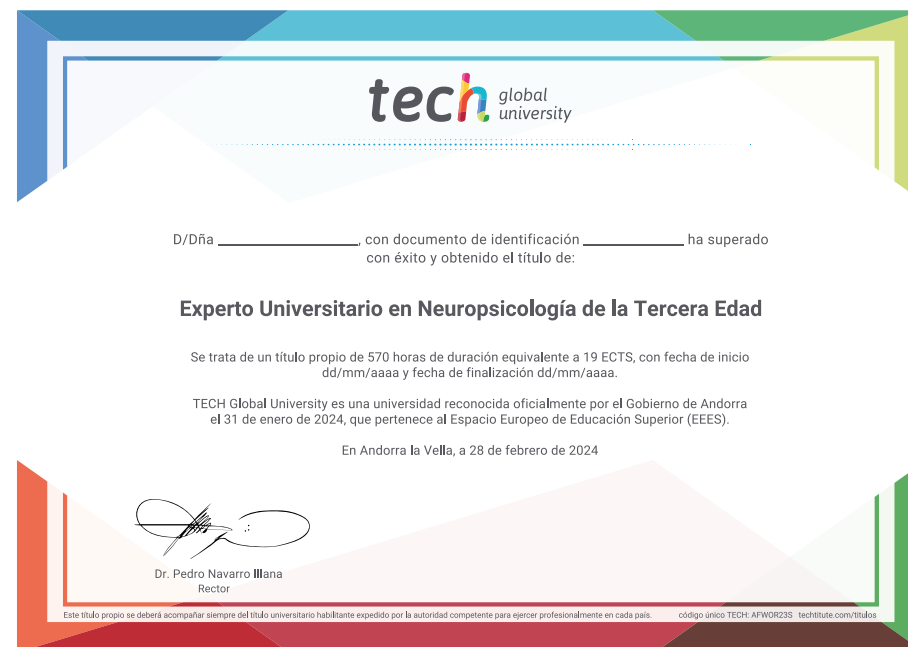 tech global university
D/Dña ____________, con documento de identificación ____________ ha superado
con éxito y obtenido el título de:
Experto Universitario en Neuropsicología de la Tercera Edad
Se trata de un título propio de 570 horas de duración equivalente a 19 ECTS, con fecha de inicio
dd/mm/aaaa y fecha de finalización dd/mm/aaaa.
TECH Global University es una universidad reconocida oficialmente por el Gobierno de Andorra
el 31 de enero de 2024, que pertenece al Espacio Europeo de Educación Superior (EEES).
En Andorra la Vella, a 28 de febrero de 2024
Dr. Pedro Navarro Illana
Rector
Este título propio se deberá acompañar siempre del título universitario habilitante expedido por la autoridad competente para ejercer profesionalmente en cada país. código único TECH: AFWOR23S techtitute.com/titulos